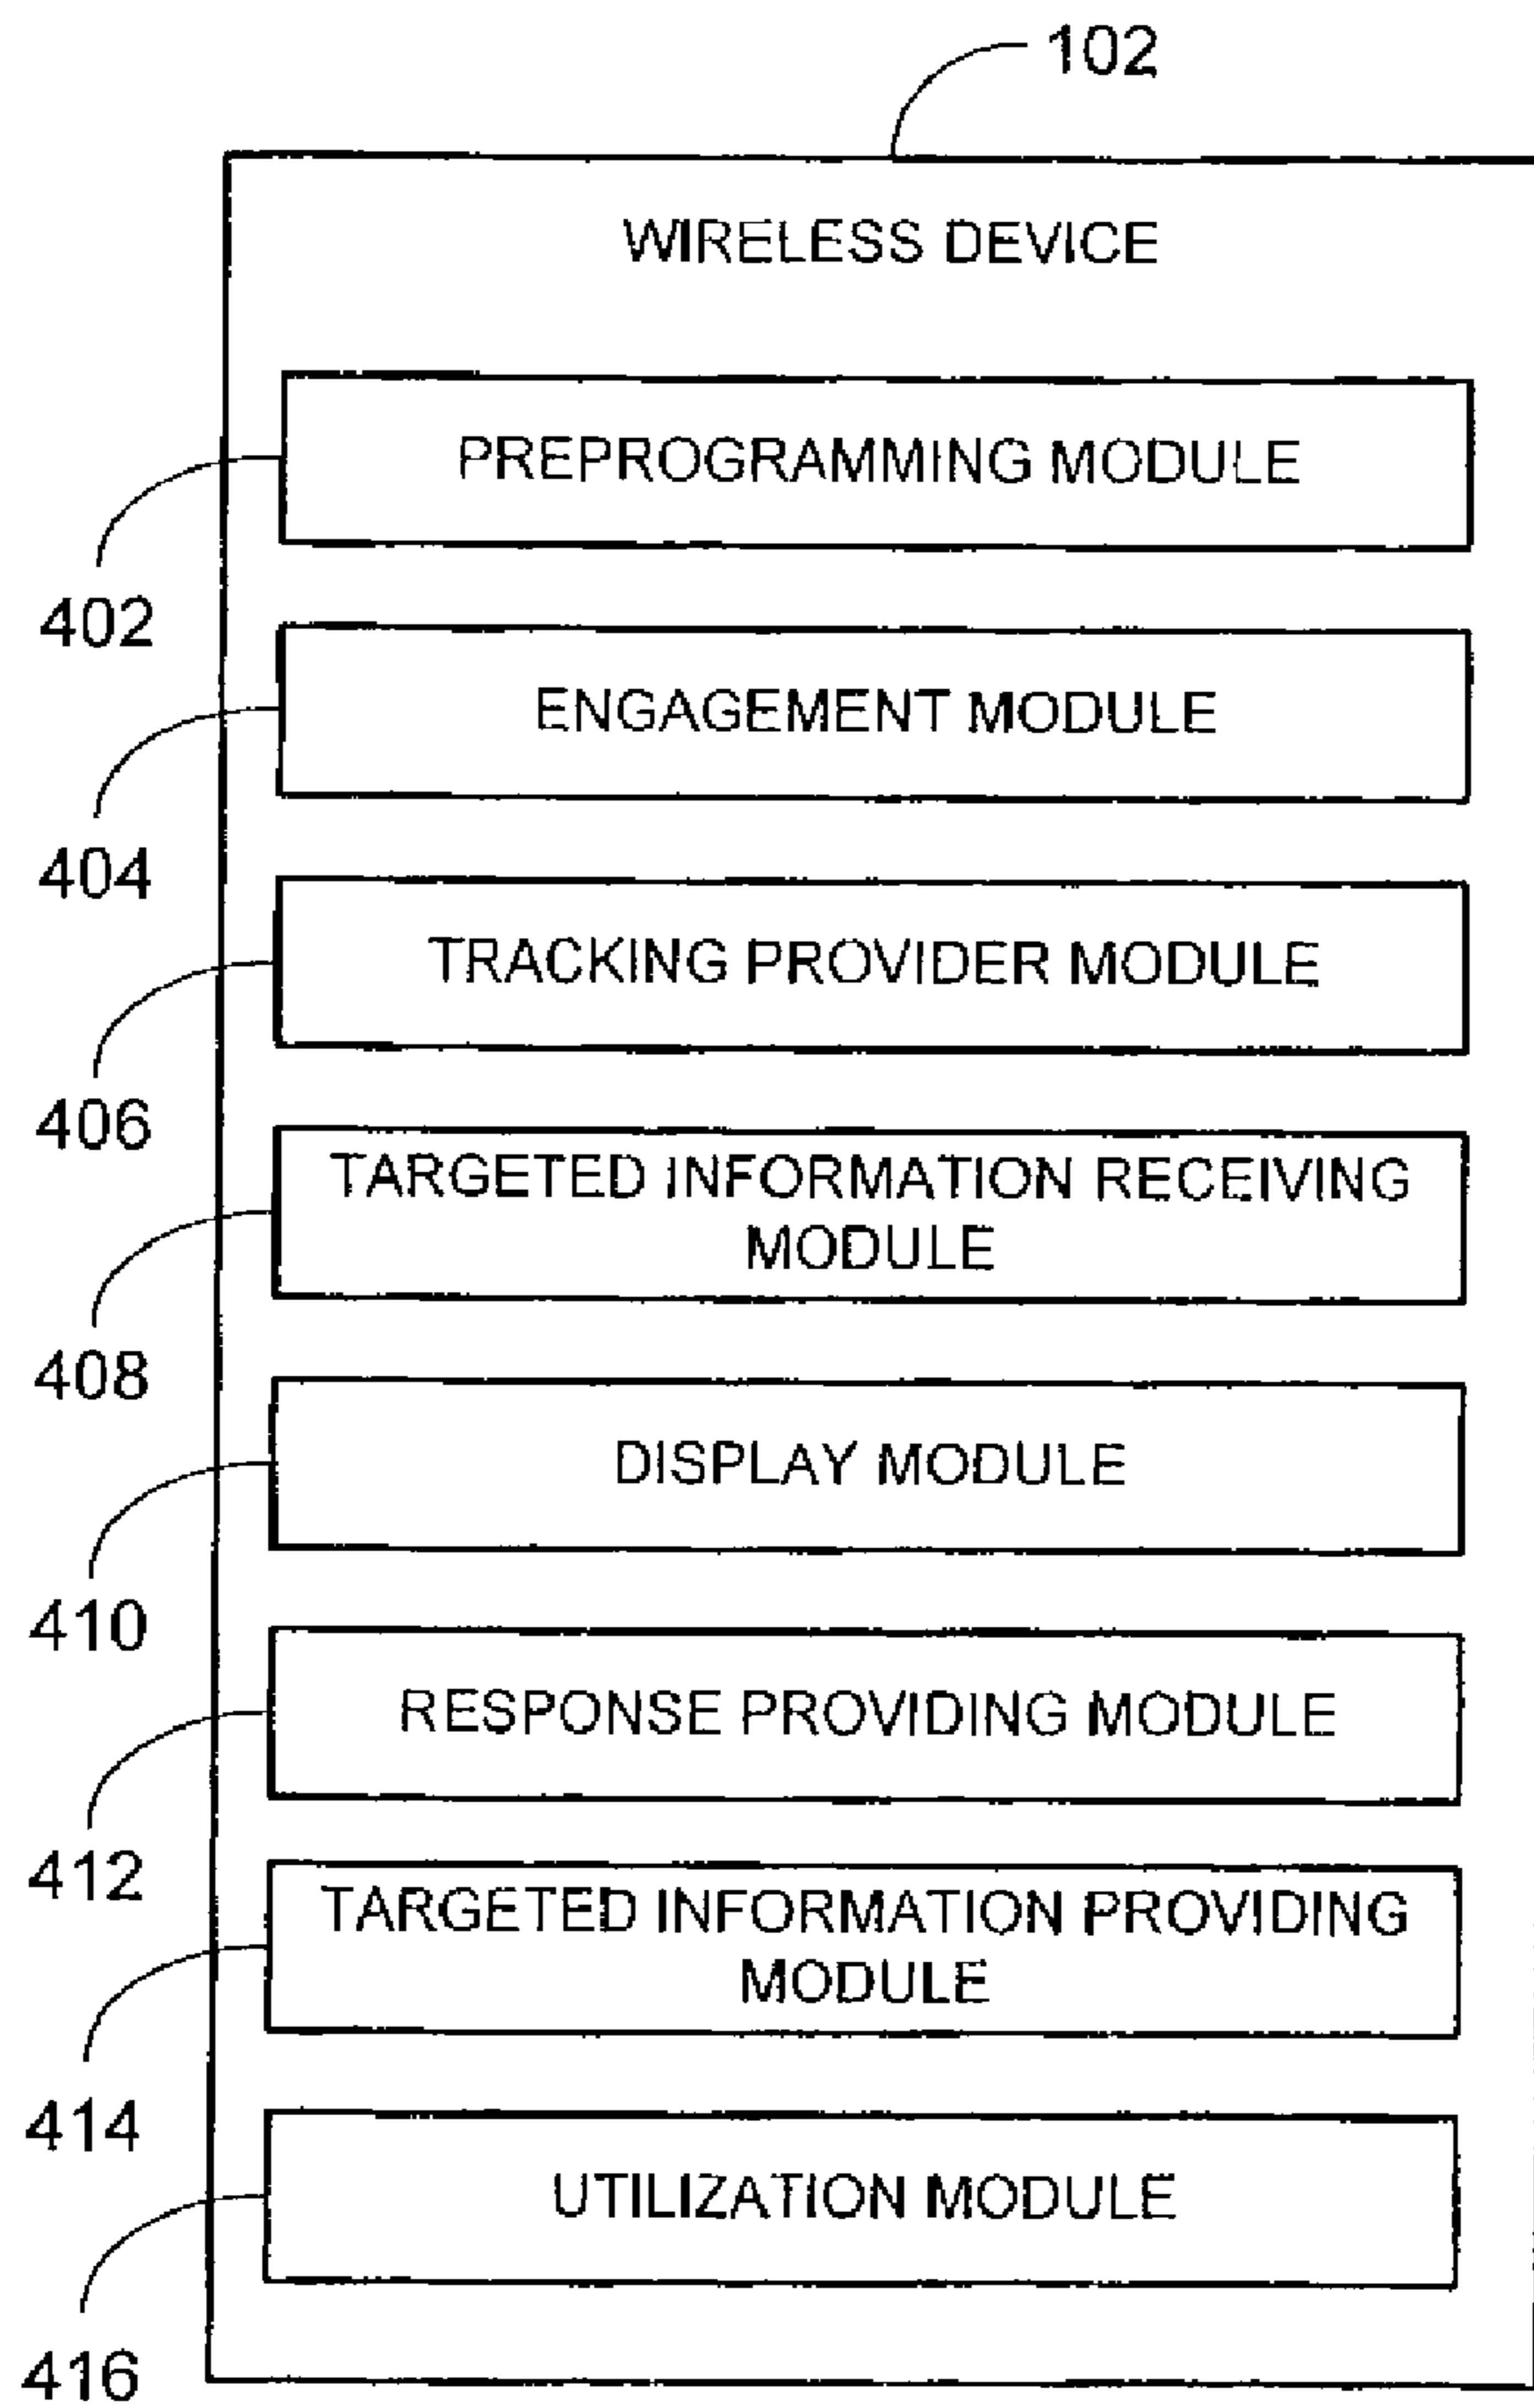 102
WIRELESS DEVICE
PREPROGRAMMING MODULE
402
ENGAGEMENT MODULE
404
TRACKING PROVIDER MODULE
406
TARGETED INFORMATION RECEIVING
MODULE
408
DISPLAY MODULE
410
RESPONSE PROVIDING MODULE
412
TARGETED INFORMATION PROVIDING
MODULE
414
UTILIZATION MODULE
416